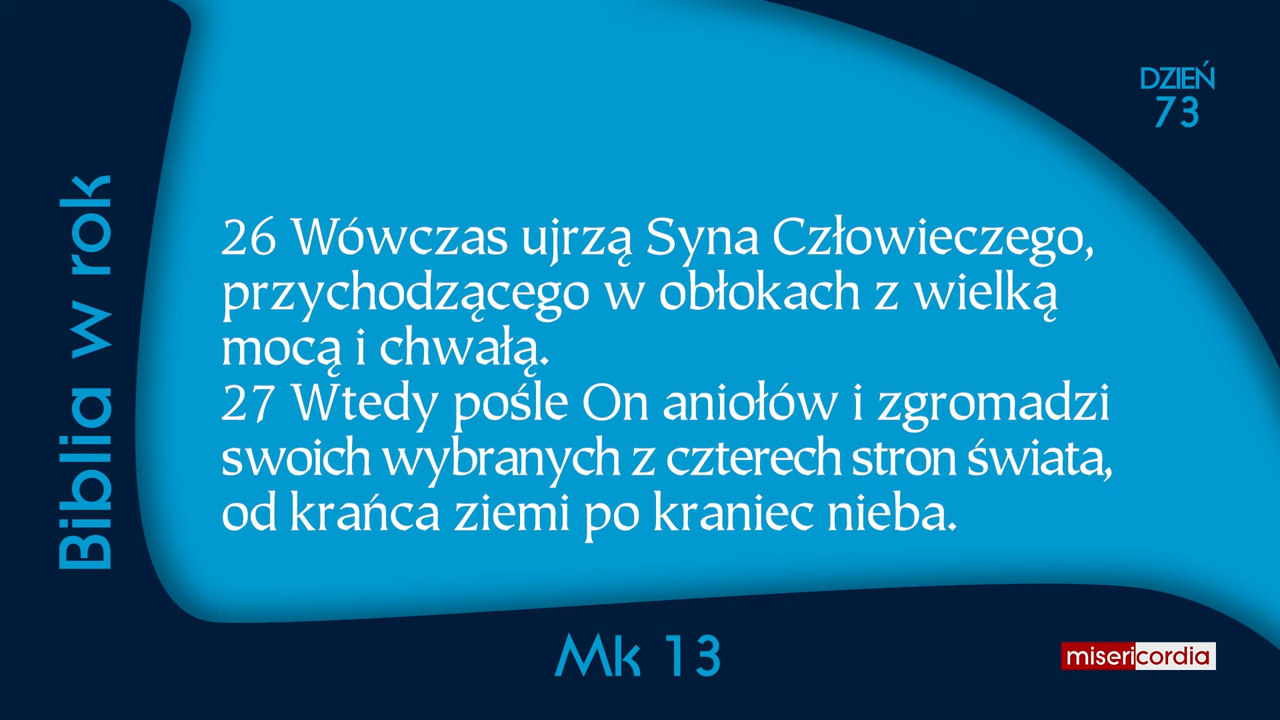 DZIEŃ
73
Biblia w rok
26 Wówczas ujrzą Syna Człowieczego,
przychodzącego w obłokach z wielką
mocą i chwałą.
27 Wtedy pośle On aniołów i zgromadzi
swoich wybranych z czterech stron świata,
od krańca ziemi po kraniec nieba.
Mk 13
misericordia